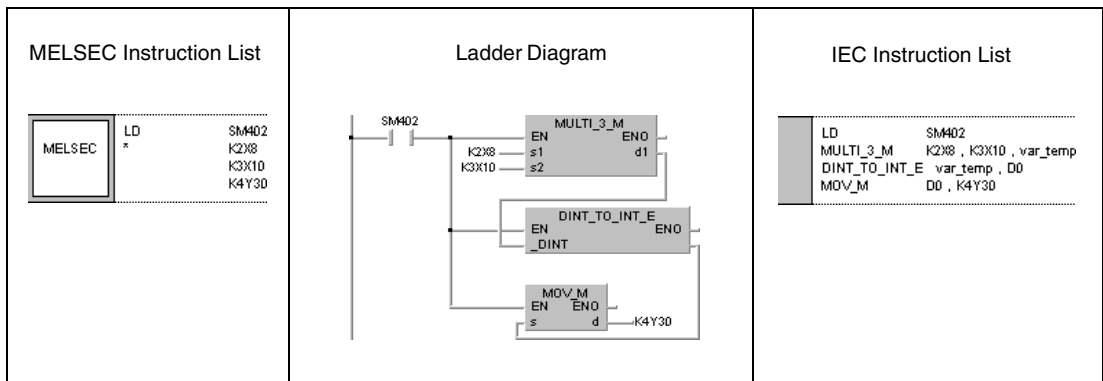 MELSEC Instruction List
MELSEC
LD SM402
* K2X8
K3X10
K4Y30
Ladder Diagram
SM402
MULTI_3_M
EN ENO
K2X8 s1 d1
K3X10 s2
DINT_TO_INT_E
EN ENO
_DINT
MOV_M
EN ENO
s d K4Y30
IEC Instruction List
LD SM402
MULTI_3_M K2X8 , K3X10 , var_temp
DINT_TO_INT_E var_temp , D0
MOV_M D0 , K4Y30